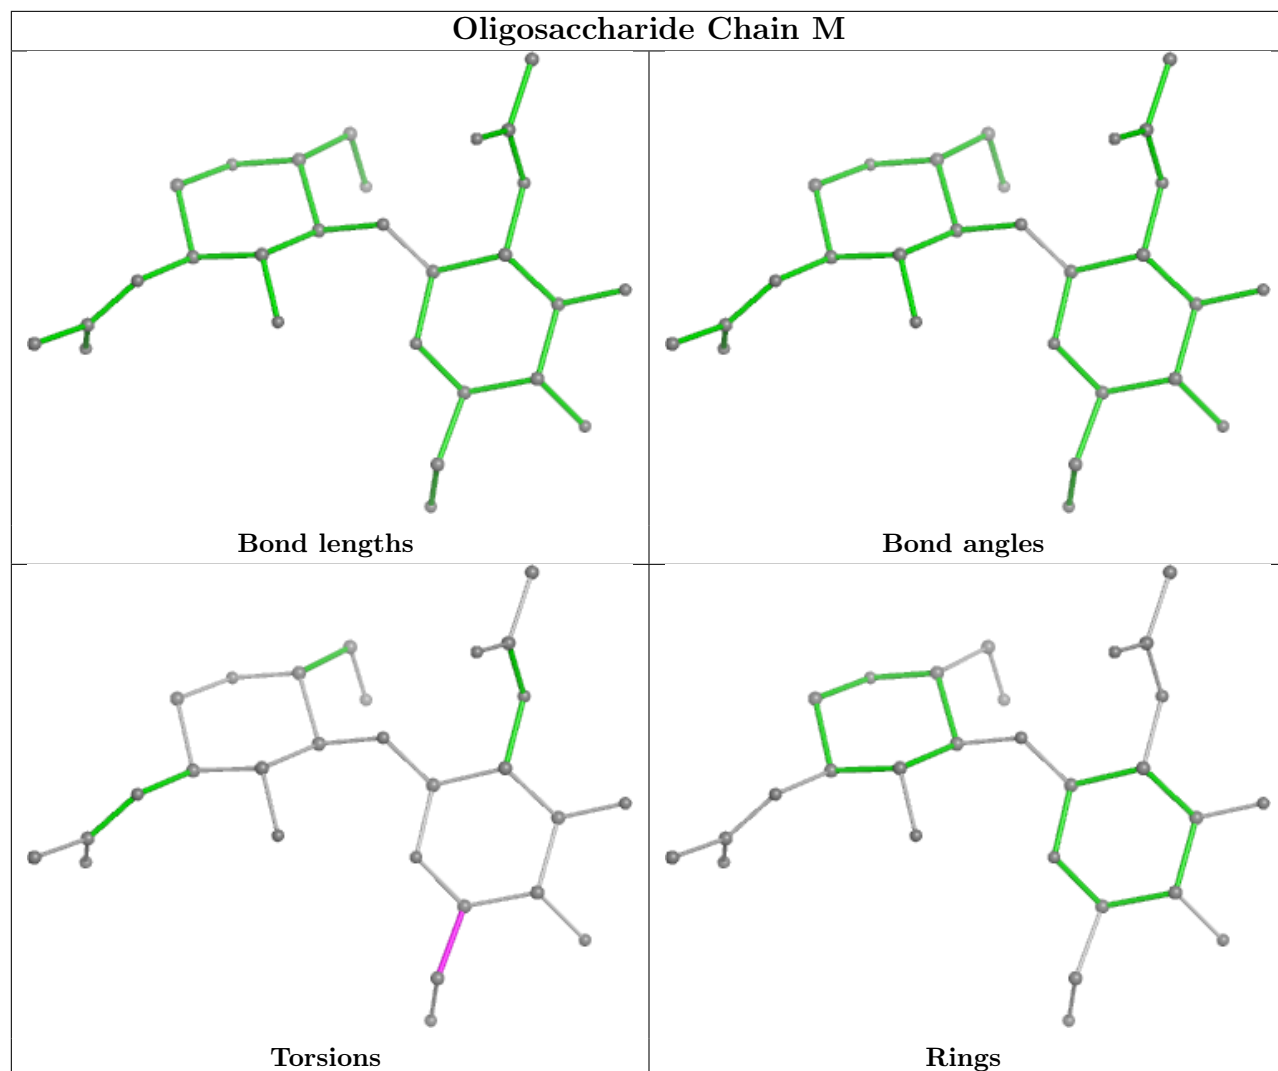 Oligosaccharide Chain M
Bond lengths
Bond angles
Torsions
Rings